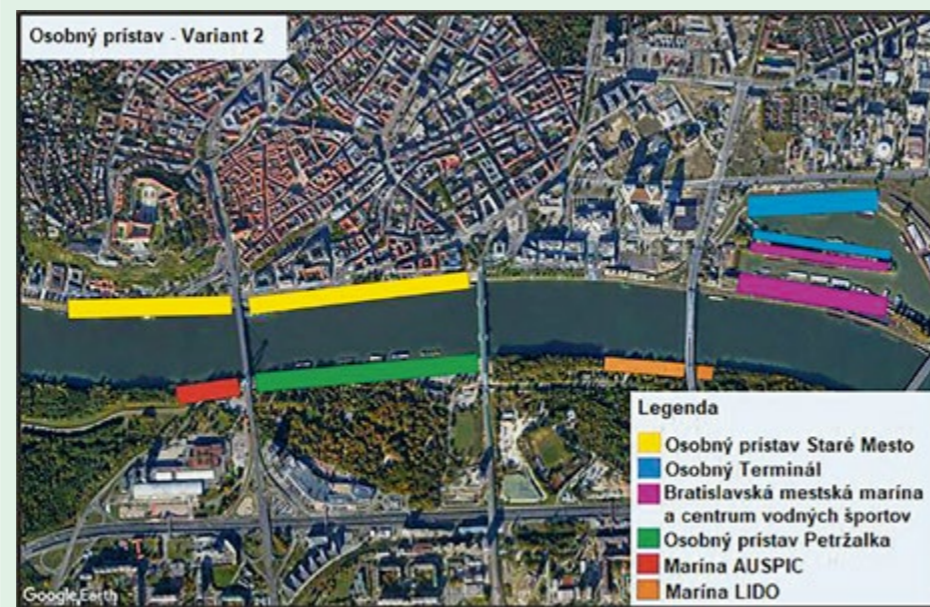 Osobný prístav - Variant 2
Legenda
Osobný prístav Staré Mesto
Osobný Terminál
Bratislavská mestská marína
a centrum vodných športov
Osobný prístav Petržalka
Marína AUSPIC
Marína LIDO
Google Earth